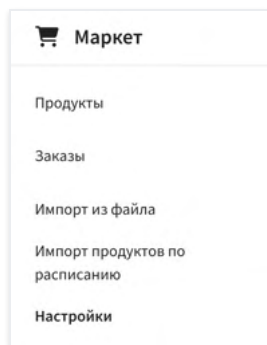 Маркет
Продукты
Заказы
Импорт из файла
Импорт продуктов по
расписанию
Настройки